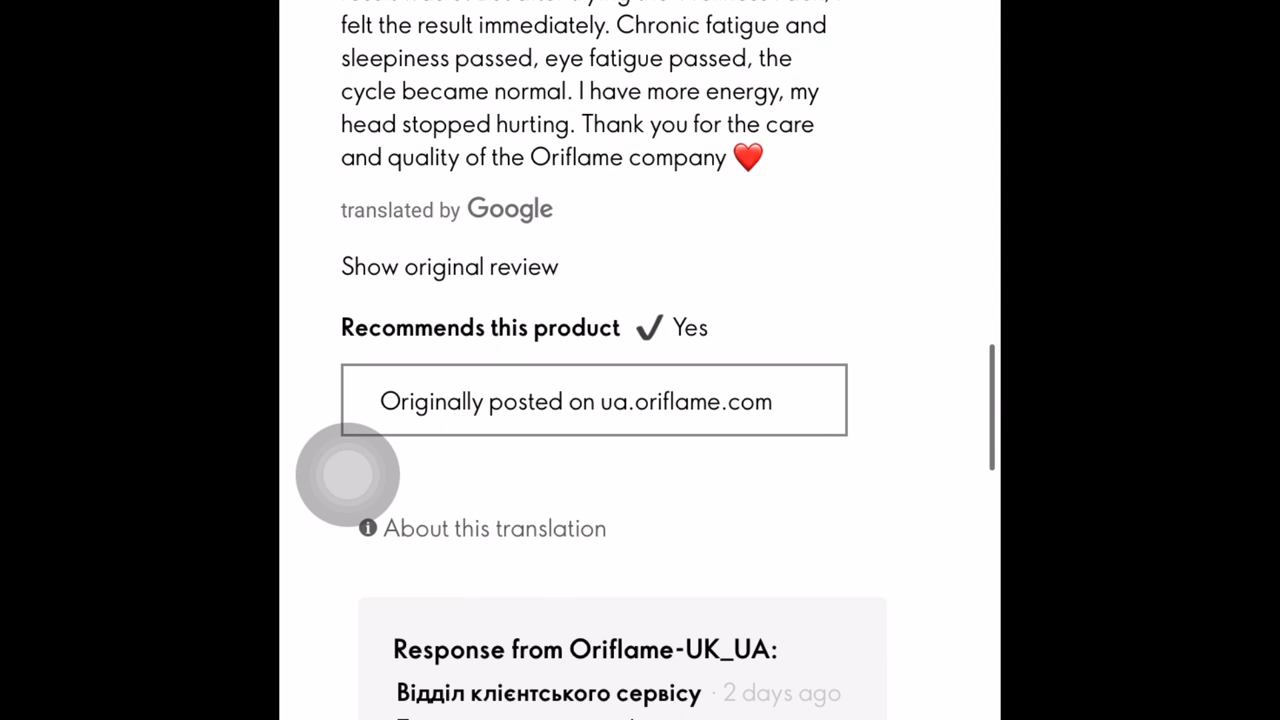 felt the result immediately. Chronic fatigue and
sleepiness passed, eye fatigue passed, the
cycle became normal. I have more energy, my
head stopped hurting. Thank you for the care
and quality of the Oriflame company ❤️
translated by Google
Show original review
Recommends this product ✔ Yes
Originally posted on ua.oriflame.com
About this translation
Response from Oriflame-UK_UA:
Відділ клієнтського сервісу · 2 days ago